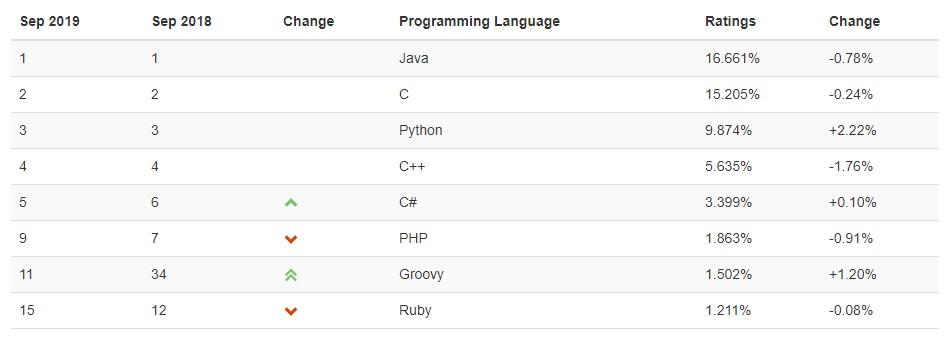 Sep 2019 Sep 2018 Change Programming Language Ratings Change
1 1 Java 16.661% -0.78%
2 2 C 15.205% -0.24%
3 3 Python 9.874% +2.22%
4 4 C++ 5.635% -1.76%
5 6 C# 3.399% +0.10%
9 7 PHP 1.863% -0.91%
11 34 Groovy 1.502% +1.20%
15 12 Ruby 1.211% -0.08%